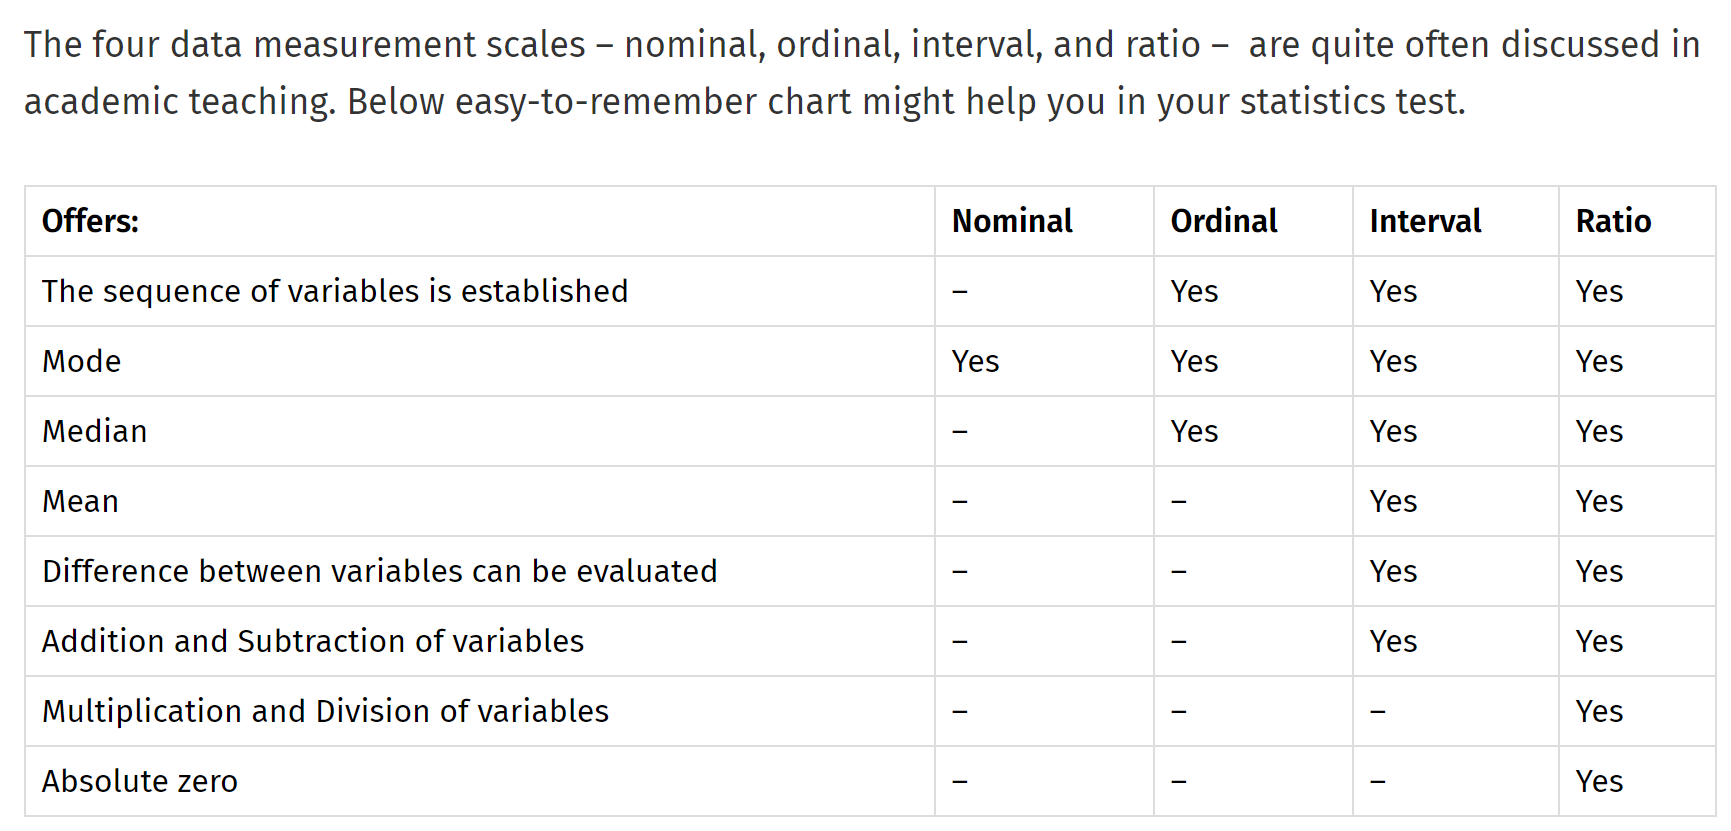 The four data measurement scales – nominal, ordinal, interval, and ratio –  are quite often discussed in
academic teaching. Below easy-to-remember chart might help you in your statistics test.
Offers: Nominal Ordinal Interval Ratio
The sequence of variables is established – Yes Yes Yes
Mode Yes Yes Yes Yes
Median – Yes Yes Yes
Mean – – Yes Yes
Difference between variables can be evaluated – – Yes Yes
Addition and Subtraction of variables – – Yes Yes
Multiplication and Division of variables – – – Yes
Absolute zero – – – Yes